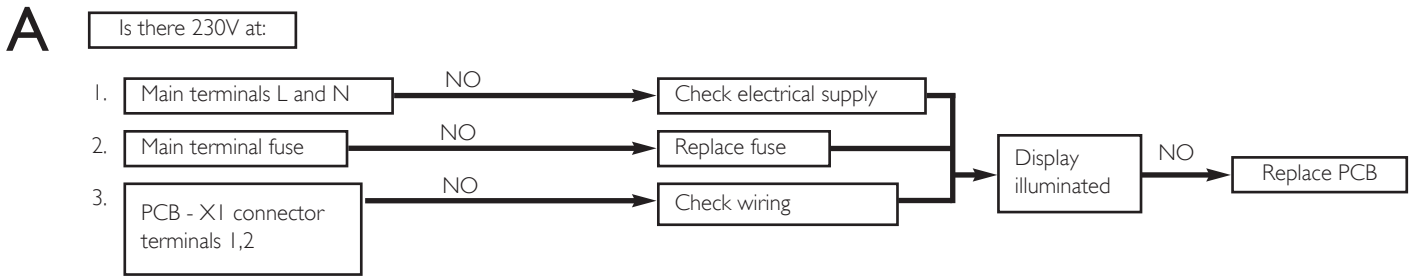 A
Is there 230V at:
1. Main terminals L and N
NO
Check electrical supply
2. Main terminal fuse
NO
Replace fuse
3. PCB - X1 connector
terminals 1,2
NO
Check wiring
Display
illuminated
NO
Replace PCB